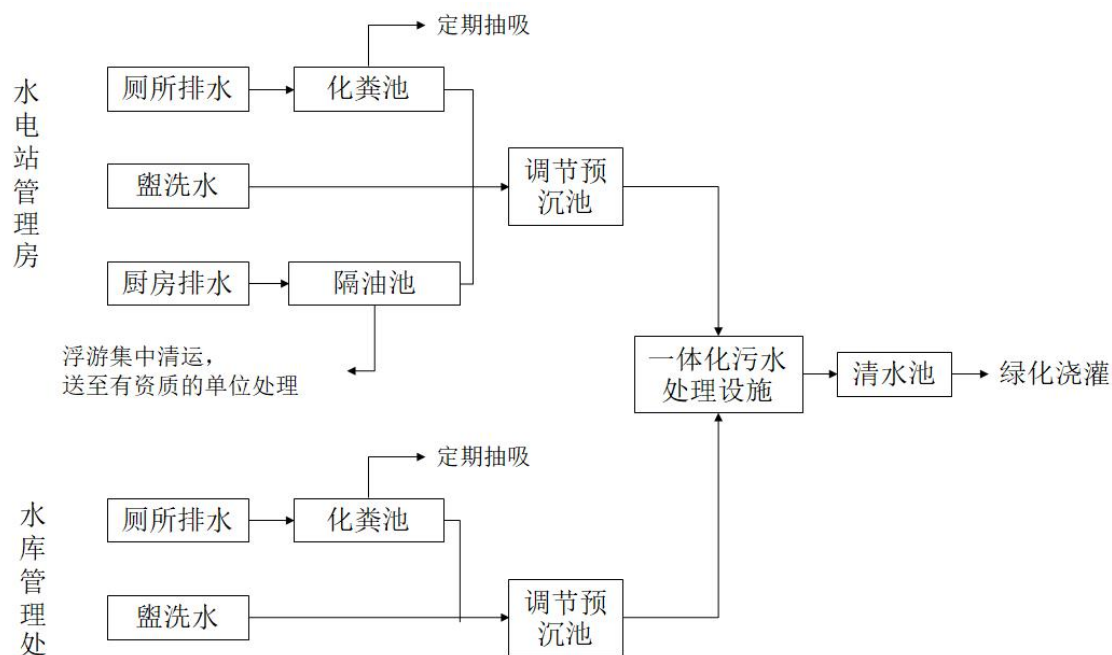 定期抽吸
水电站管理房
厕所排水
化粪池
盥洗水
调节预
沉池
厨房排水
隔油池
浮游集中清运，
送至有资质的单位处理
一体化污水
处理设施
清水池
绿化浇灌
定期抽吸
水库管理处
厕所排水
化粪池
盥洗水
调节预
沉池